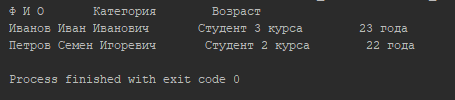 Ф И О Категория Возраст
Иванов Иван Иванович Студент 3 курса 23 года
Петров Семен Игоревич Студент 2 курса 22 года
Process finished with exit code 0